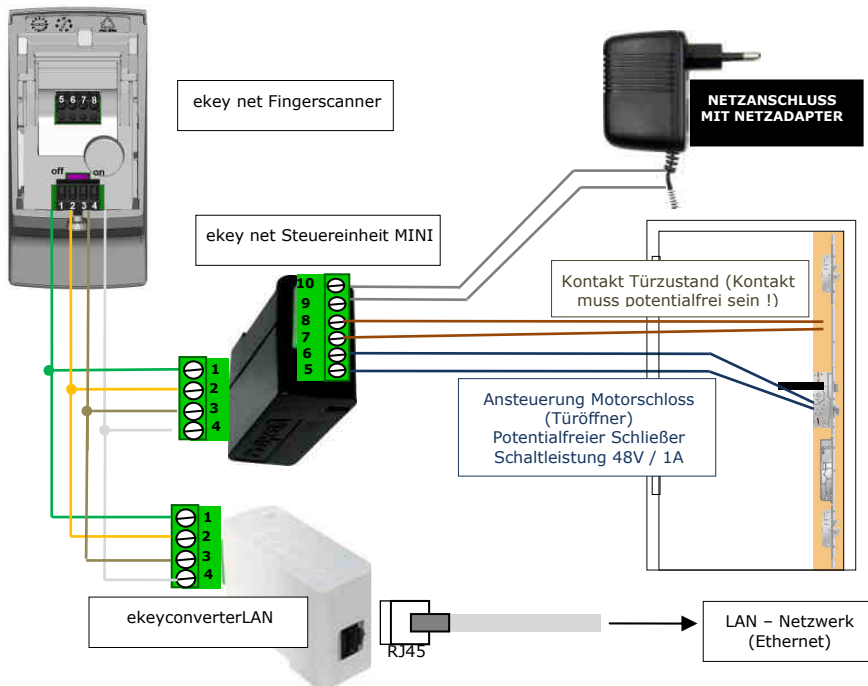 ekey net Fingerscanner
NETZANSCHLUSS
MIT NETZADAPTER
5 6 7 8
off on
1 2 3 4
ekey net Steuereinheit MINI
10
9
8
7
6
5
Kontakt Türzustand (Kontakt
muss potentialfrei sein !)
1
2
3
4
Ansteuerung Motorschloss
(Türöffner)
Potentialfreier Schließer
Schaltleistung 48V / 1A
1
2
3
4
ekeyconverterLAN
RJ45
LAN – Netzwerk
(Ethernet)